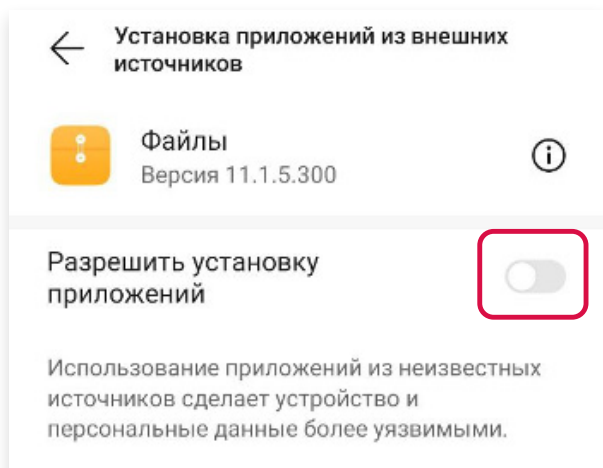 Установка приложений из внешних
источников
Файлы
Версия 11.1.5.300
Разрешить установку
приложений
Использование приложений из неизвестных
источников сделает устройство и
персональные данные более уязвимыми.